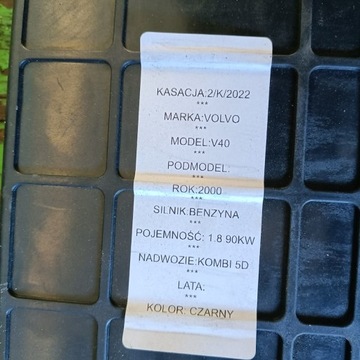 KASACJA:2/K/2022
***
MARKA:VOLVO
***
MODEL:V40
***
PODMODEL:
***
ROK:2000
***
SILNIK:BENZYNA
***
POJEMNOŚĆ: 1.8 90KW
***
NADWOZIE:KOMBI 5D
***
LATA:
***
KOLOR: CZARNY